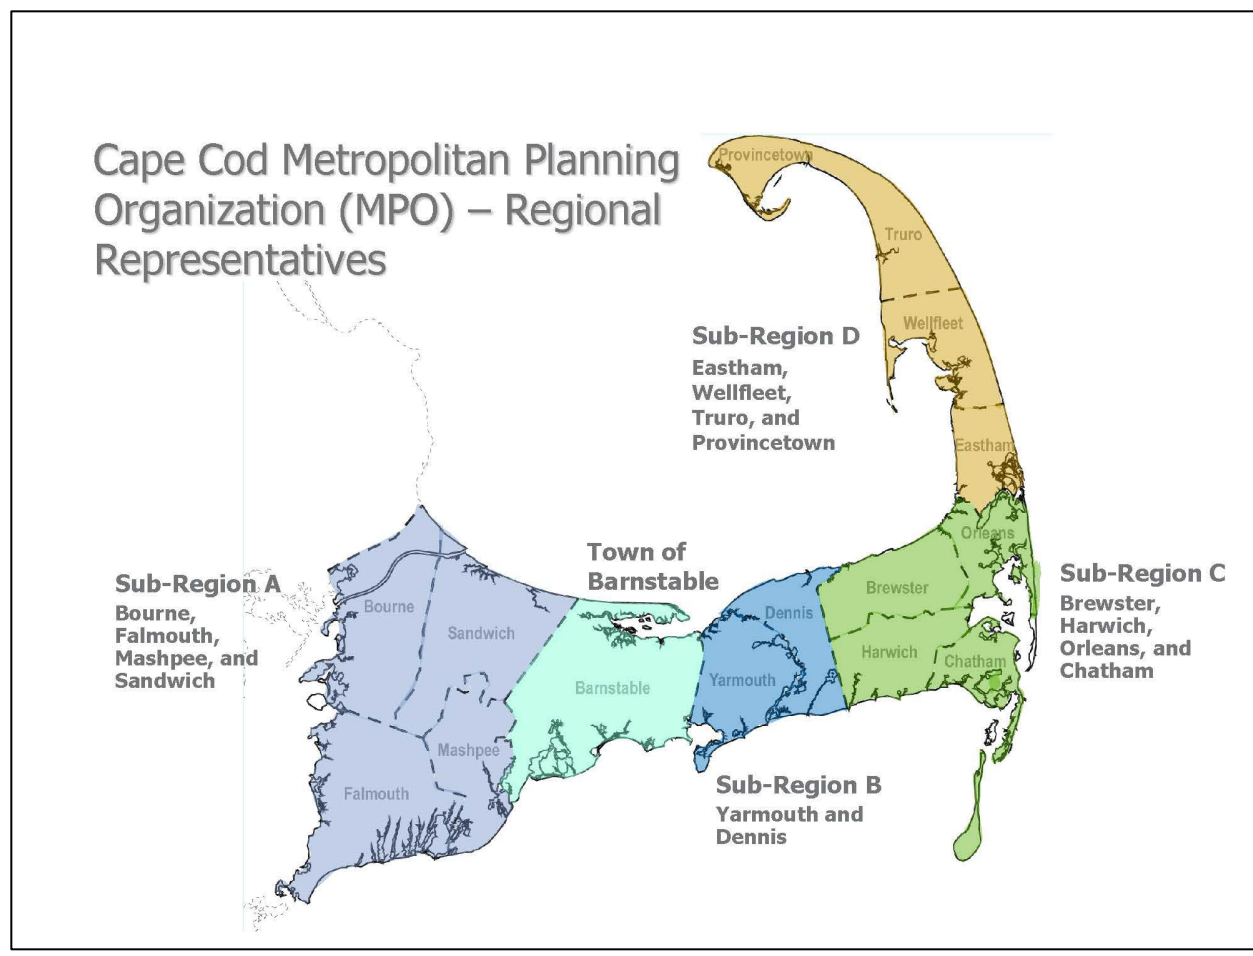 Cape Cod Metropolitan Planning
Organization (MPO) – Regional
Representatives
Provincetown
Truro
Wellfleet
Sub-Region D
Eastham,
Wellfleet,
Truro, and
Provincetown
Eastham
Orleans
Town of
Barnstable
Sub-Region A
Bourne,
Falmouth,
Mashpee, and
Sandwich
Bourne
Sandwich
Mashpee
Falmouth
Barnstable
Dennis
Yarmouth
Brewster
Harwich
Chatham
Sub-Region C
Brewster,
Harwich,
Orleans, and
Chatham
Sub-Region B
Yarmouth and
Dennis